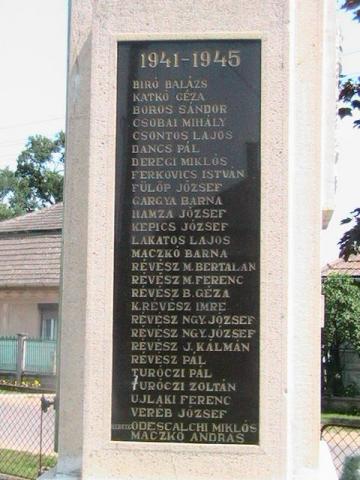 1941-1945
BIRÓ BALÁZS
KATKÓ GÉZA
BOROS SÁNDOR
CSOBAI MIHÁLY
CSONTOS LAJOS
DANCS PÁL
DEREGI MIKLÓS
FERKOVICS ISTVÁN
FÜLÖP JÓZSEF
GARGYA BARNA
HAMZA JÓZSEF
KEPICS JÓZSEF
LAKATOS LAJOS
MACZKÓ BARNA
RÉVÉSZ M. BERTALAN
RÉVÉSZ M. FERENC
RÉVÉSZ B. GÉZA
K. RÉVÉSZ IMRE
RÉVÉSZ NGY. JÓZSEF
RÉVÉSZ NGY. JÓZSEF
RÉVÉSZ J. KÁLMÁN
RÉVÉSZ PÁL
TURÓCZI PÁL
TURÓCZI ZOLTÁN
UJLAKI FERENC
VERÉB JÓZSEF
ODESCALCHI MIKLÓS
MACZKÓ ANDRÁS